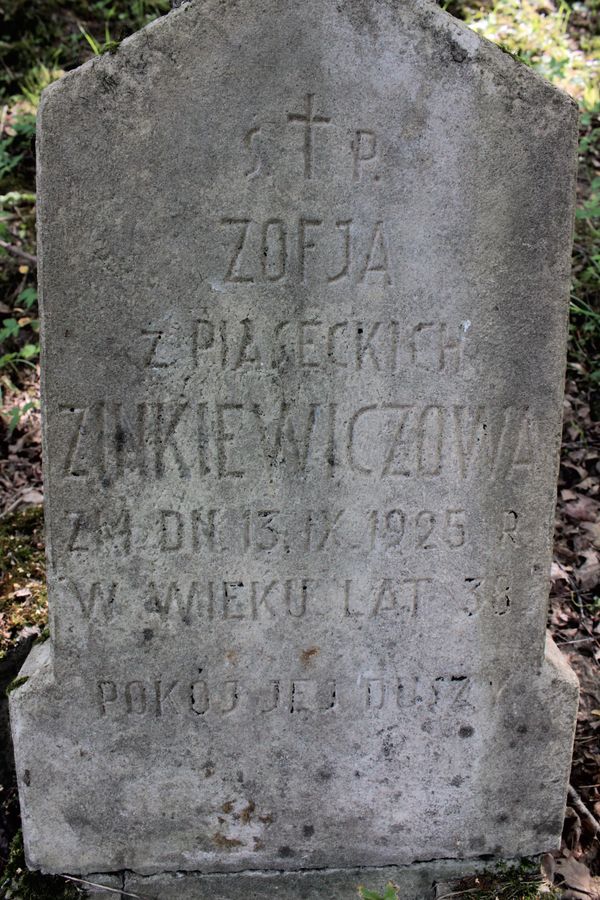 S. P.
ZOFJA
Z PIASECKICH
ZINKIEWICZOWA
ZM. DN. 13. IX. 1925 R.
W WIEKU LAT 38
POKÓJ JEJ DUSZY